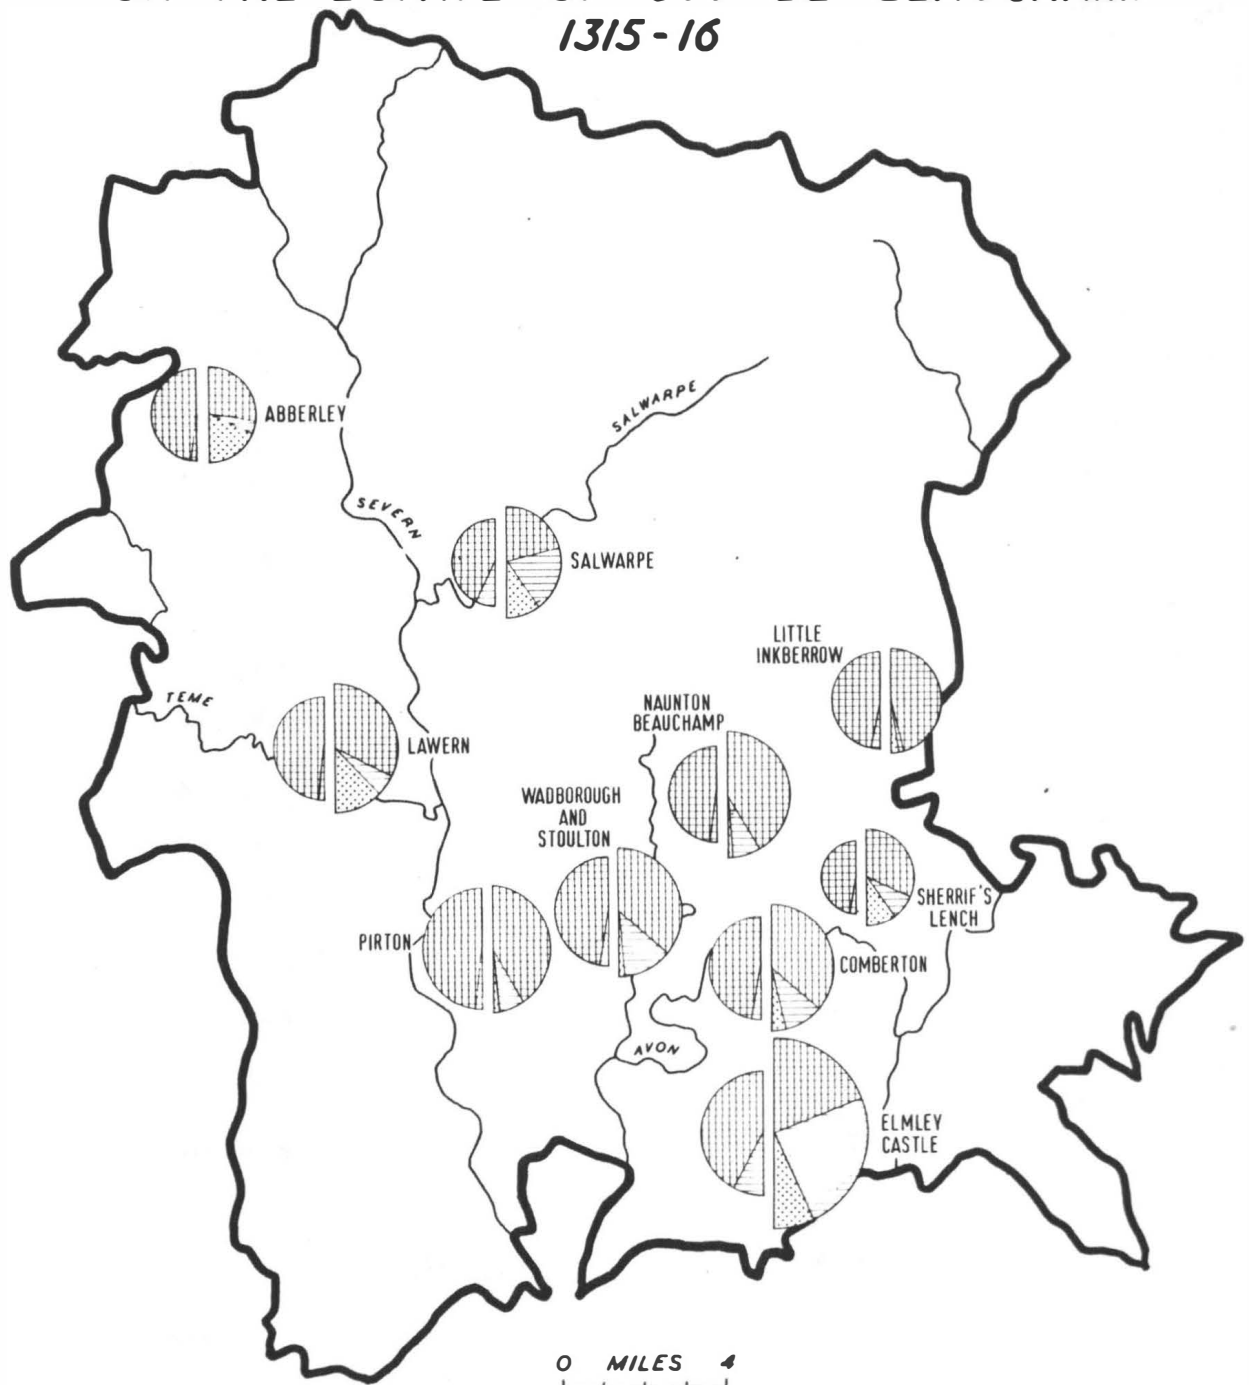 1315-16
ABBERLEY
SALWARPE
SEVERN
SALWARPE
LITTLE
INKBERROW
TEME
NAUNTON
BEAUCHAMP
LAWERN
WADBOROUGH
AND
STOULTON
SHERRIF'S
LENCH
PIRTON
COMBERTON
AVON
ELMLEY
CASTLE
0 MILES 4